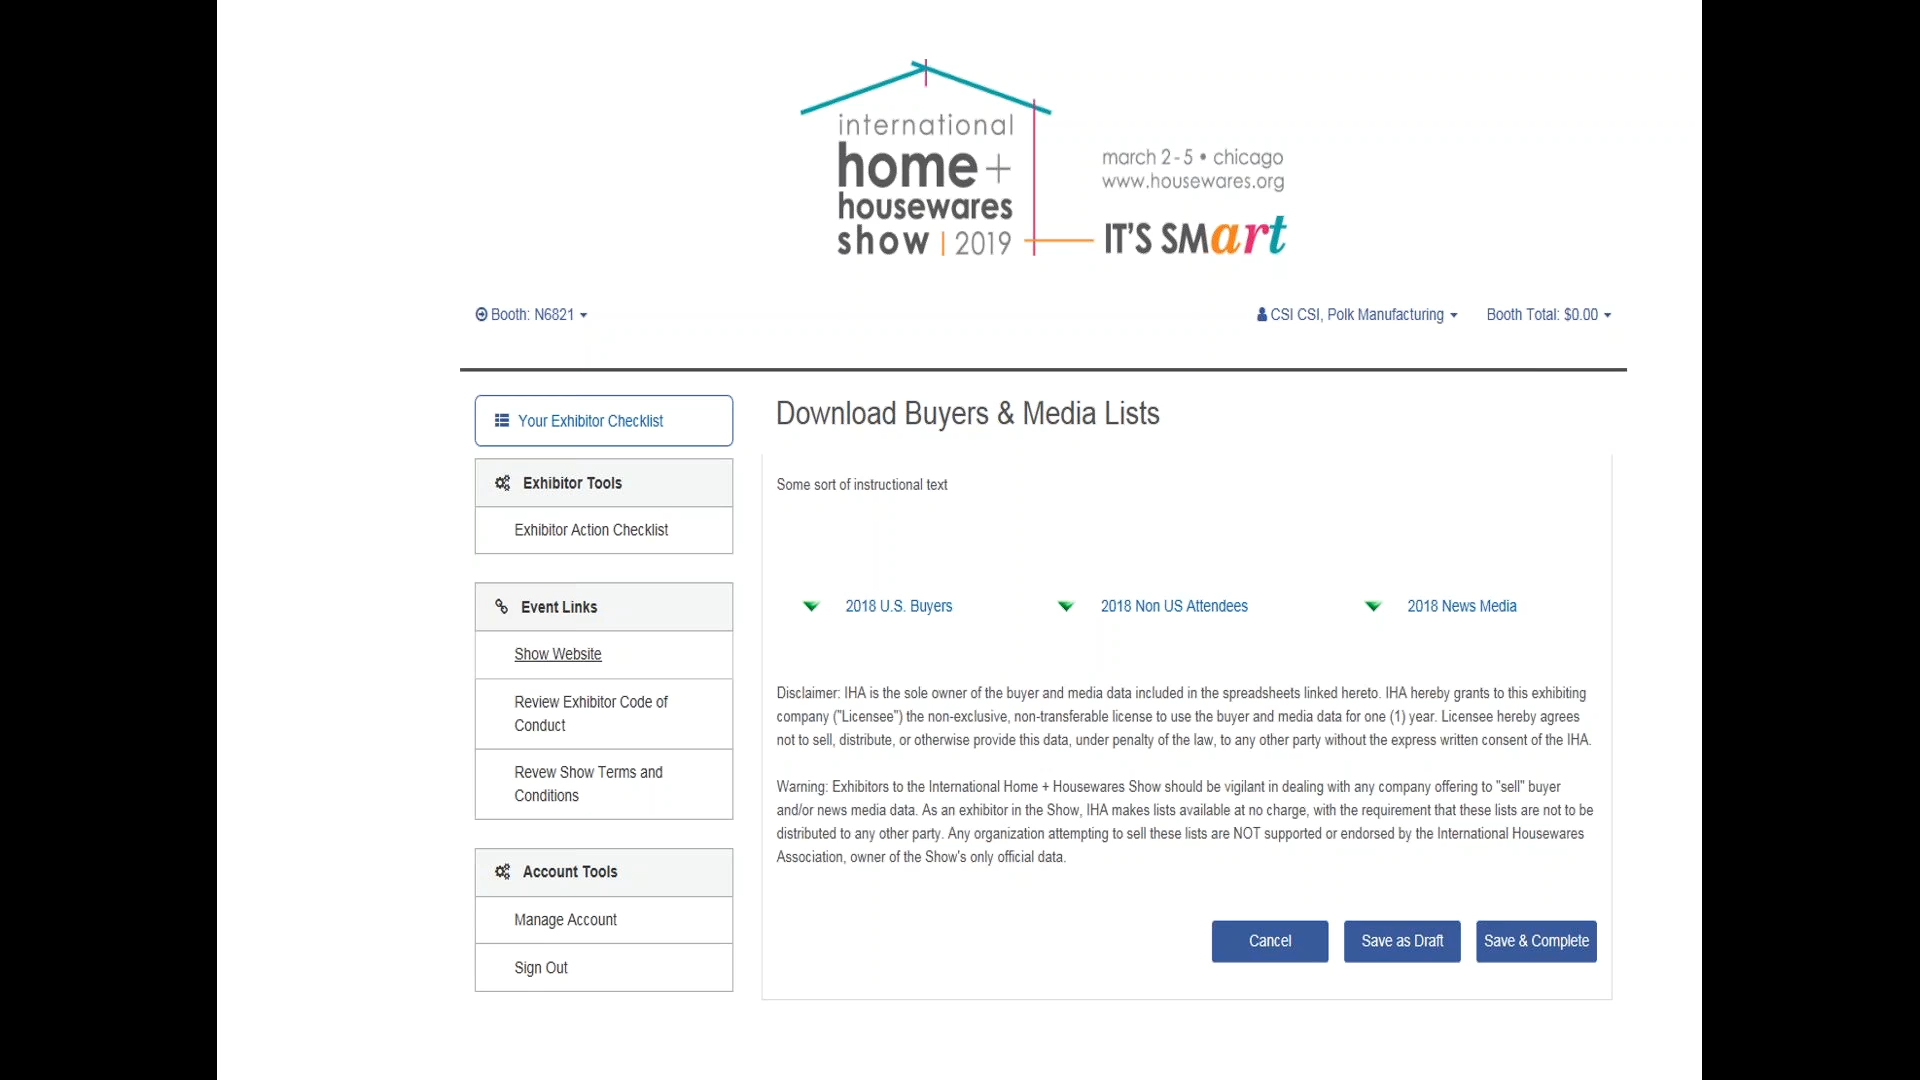 international
home+
housewares
show | 2019
march 2-5 • chicago
www.housewares.org
IT'S SMart
Booth: N6821
CSI CSI, Polk Manufacturing
Booth Total: $0.00
Your Exhibitor Checklist
Exhibitor Tools
Exhibitor Action Checklist
Event Links
Show Website
Review Exhibitor Code of
Conduct
Revew Show Terms and
Conditions
Account Tools
Manage Account
Sign Out
Download Buyers & Media Lists
Some sort of instructional text
2018 U.S. Buyers
2018 Non US Attendees
2018 News Media
Disclaimer: IHA is the sole owner of the buyer and media data included in the spreadsheets linked hereto. IHA hereby grants to this exhibiting
company ("Licensee") the non-exclusive, non-transferable license to use the buyer and media data for one (1) year. Licensee hereby agrees
not to sell, distribute, or otherwise provide this data, under penalty of the law, to any other party without the express written consent of the IHA.
Warning: Exhibitors to the International Home + Housewares Show should be vigilant in dealing with any company offering to "sell" buyer
and/or news media data. As an exhibitor in the Show, IHA makes lists available at no charge, with the requirement that these lists are not to be
distributed to any other party. Any organization attempting to sell these lists are NOT supported or endorsed by the International Housewares
Association, owner of the Show's only official data.
Cancel
Save as Draft
Save & Complete